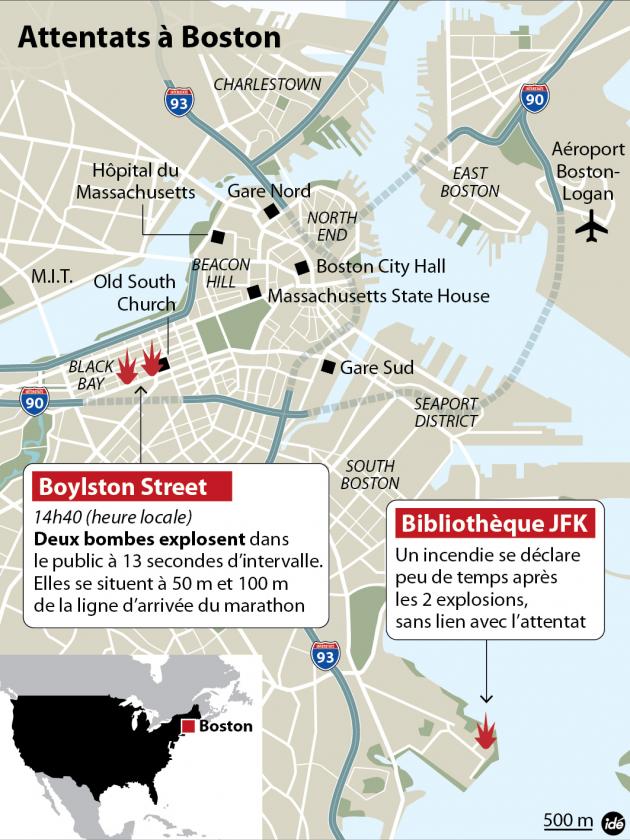 Attentats à Boston
CHARLESTOWN
93
90
Aéroport
Boston-
Logan
Hôpital du
Massachusetts
Gare Nord
EAST
BOSTON
NORTH
END
M.I.T.
BEACON
HILL
Boston City Hall
Old South
Church
Massachusetts State House
BLACK
BAY
Gare Sud
90
SEAPORT
DISTRICT
SOUTH
BOSTON
Boylston Street
14h40 (heure locale)
Deux bombes explosent dans
le public à 13 secondes d'intervalle.
Elles se situent à 50 m et 100 m
de la ligne d'arrivée du marathon
Bibliothèque JFK
Un incendie se déclare
peu de temps après
les 2 explosions,
sans lien avec l'attentat
93
Boston
500 m
idé